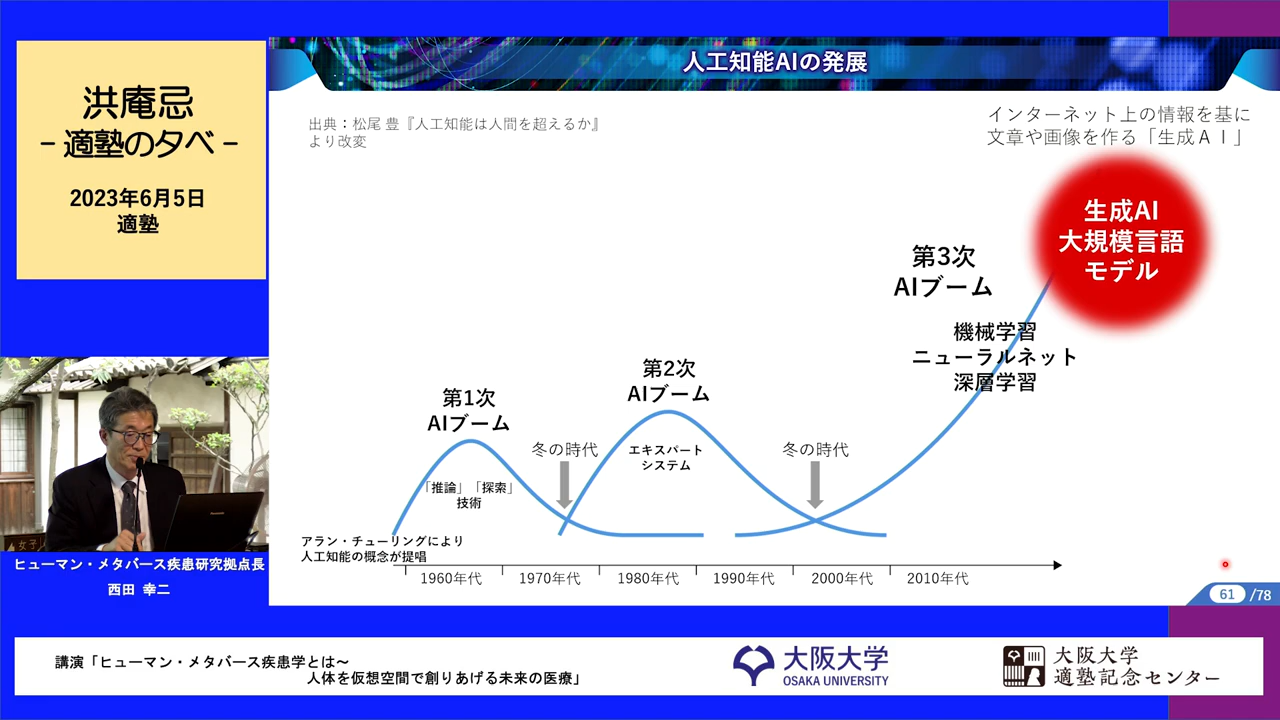 洪庵忌
- 適塾の夕べ -
2023年6月5日
適塾
人工知能AIの発展
出典：松尾 豊『人工知能は人間を超えるか』
より改変
インターネット上の情報を基に
文章や画像を作る「生成ＡＩ」
生成AI
大規模言語
モデル
第3次
AIブーム
機械学習
ニューラルネット
深層学習
第2次
AIブーム
エキスパート
システム
第1次
AIブーム
「推論」「探索」
技術
冬の時代
冬の時代
アラン・チューリングにより
人工知能の概念が提唱
1960年代
1970年代
1980年代
1990年代
2000年代
2010年代
61 /78
女子
ヒューマン・メタバース疾患研究拠点長
西田 幸二
講演「ヒューマン・メタバース疾患学とは〜
人体を仮想空間で創りあげる未来の医療」
大阪大学
OSAKA UNIVERSITY
大阪大学
適塾記念センター